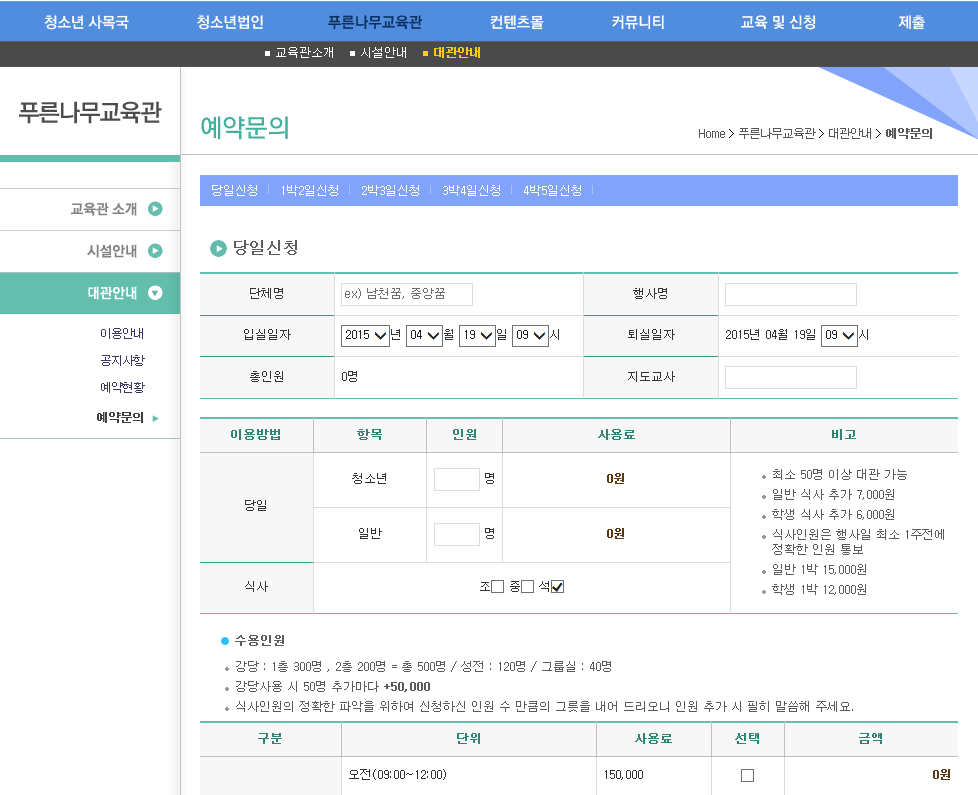 청소년 사목국 청소년법인 푸른나무교육관 컨텐츠몰 커뮤니티 교육 및 신청 제출
교육관소개 시설안내 대관안내
푸른나무교육관
예약문의
Home > 푸른나무교육관 > 대관안내 > 예약문의
당일신청 1박2일신청 2박3일신청 3박4일신청 4박5일신청
교육관 소개
시설안내
대관안내
이용안내
공지사항
예약현황
예약문의
당일신청
단체명 ex) 남천꿈, 중앙꿈 행사명
입실일자 2015 년 04 월 19 일 09 시 퇴실일자 2015년 04월 19일 09 시
총인원 0명 지도교사
이용방법 항목 인원 사용료 비고
당일 청소년 명 0원
일반 명 0원
식사 조 중 석
최소 50명 이상 대관 가능
일반 식사 추가 7,000원
학생 식사 추가 6,000원
식사인원은 행사일 최소 1주전에
정확한 인원 통보
일반 1박 15,000원
학생 1박 12,000원
수용인원
강당 : 1층 300명 , 2층 200명 = 총 500명 / 성전 : 120명 / 그룹실 : 40명
강당사용 시 50명 추가마다 +50,000
식사인원의 정확한 파악을 위하여 신청하신 인원 수 만큼의 그릇을 내어 드리오니 인원 추가 시 필히 말씀해 주세요.
구분 단위 사용료 선택 금액
오전(09:00~12:00) 150,000 0원